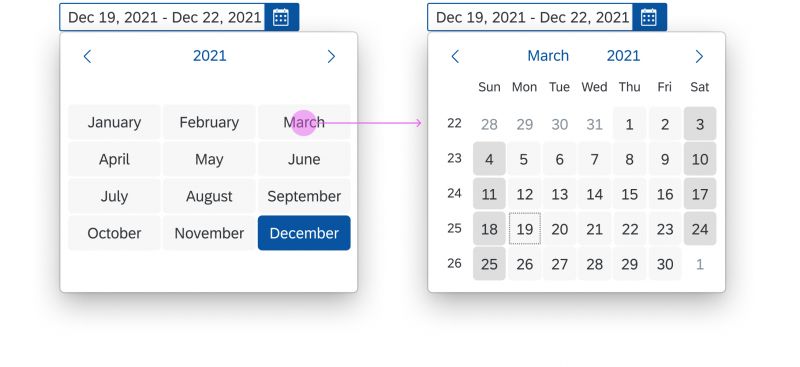 Dec 19, 2021 - Dec 22, 2021
2021
January February March
April May June
July August September
October November December
Dec 19, 2021 - Dec 22, 2021
March 2021
Sun Mon Tue Wed Thu Fri Sat
22 28 29 30 31 1 2 3
23 4 5 6 7 8 9 10
24 11 12 13 14 15 16 17
25 18 19 20 21 22 23 24
26 25 26 27 28 29 30 1